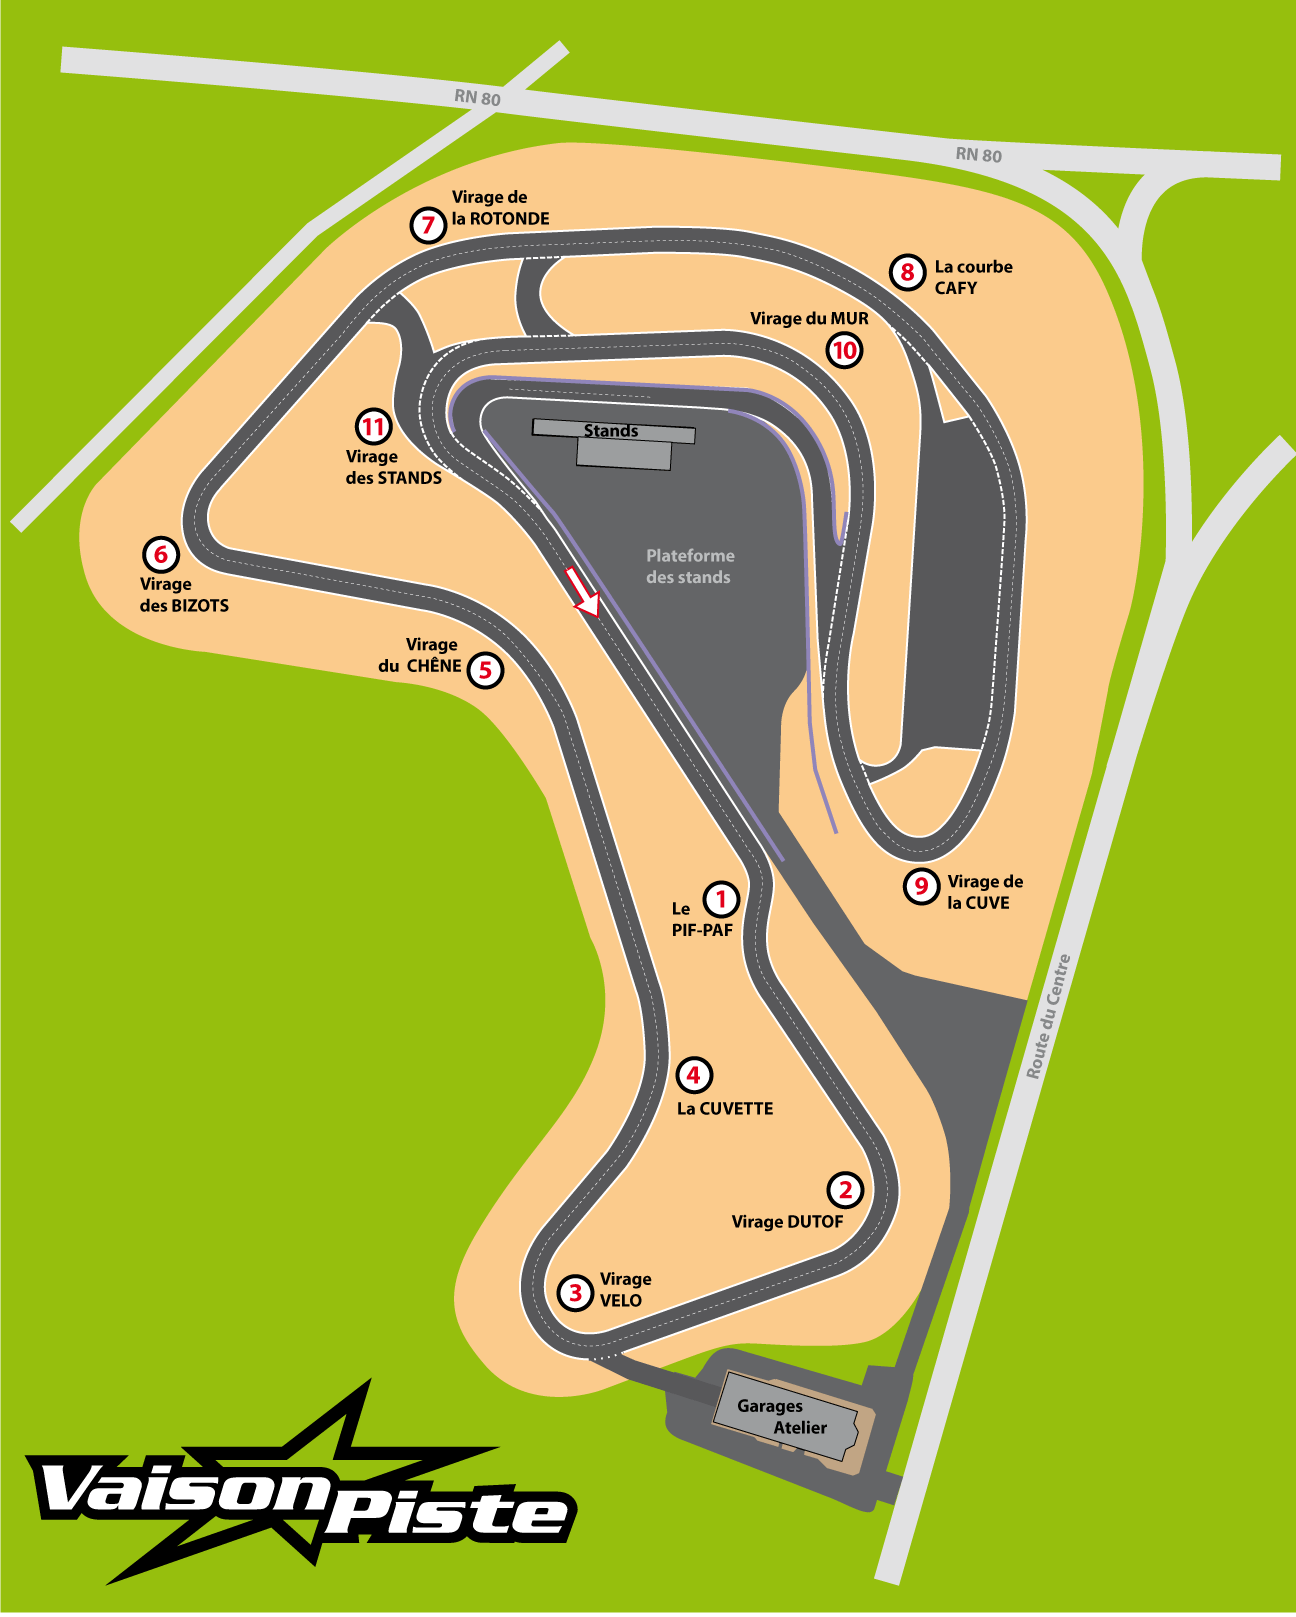 RN 80
RN 80
7
Virage de
la ROTONDE
8
La courbe
CAFY
Virage du MUR
10
11
Virage
des STANDS
Stands
6
Virage
des BIZOTS
Plateforme
des stands
Virage
du CHÊNE
5
1
Le
PIF-PAF
9
Virage de
la CUVE
Route du Centre
4
La CUVETTE
2
Virage DUTOF
3
Virage
VELO
Garages
Atelier
Vaison
Piste